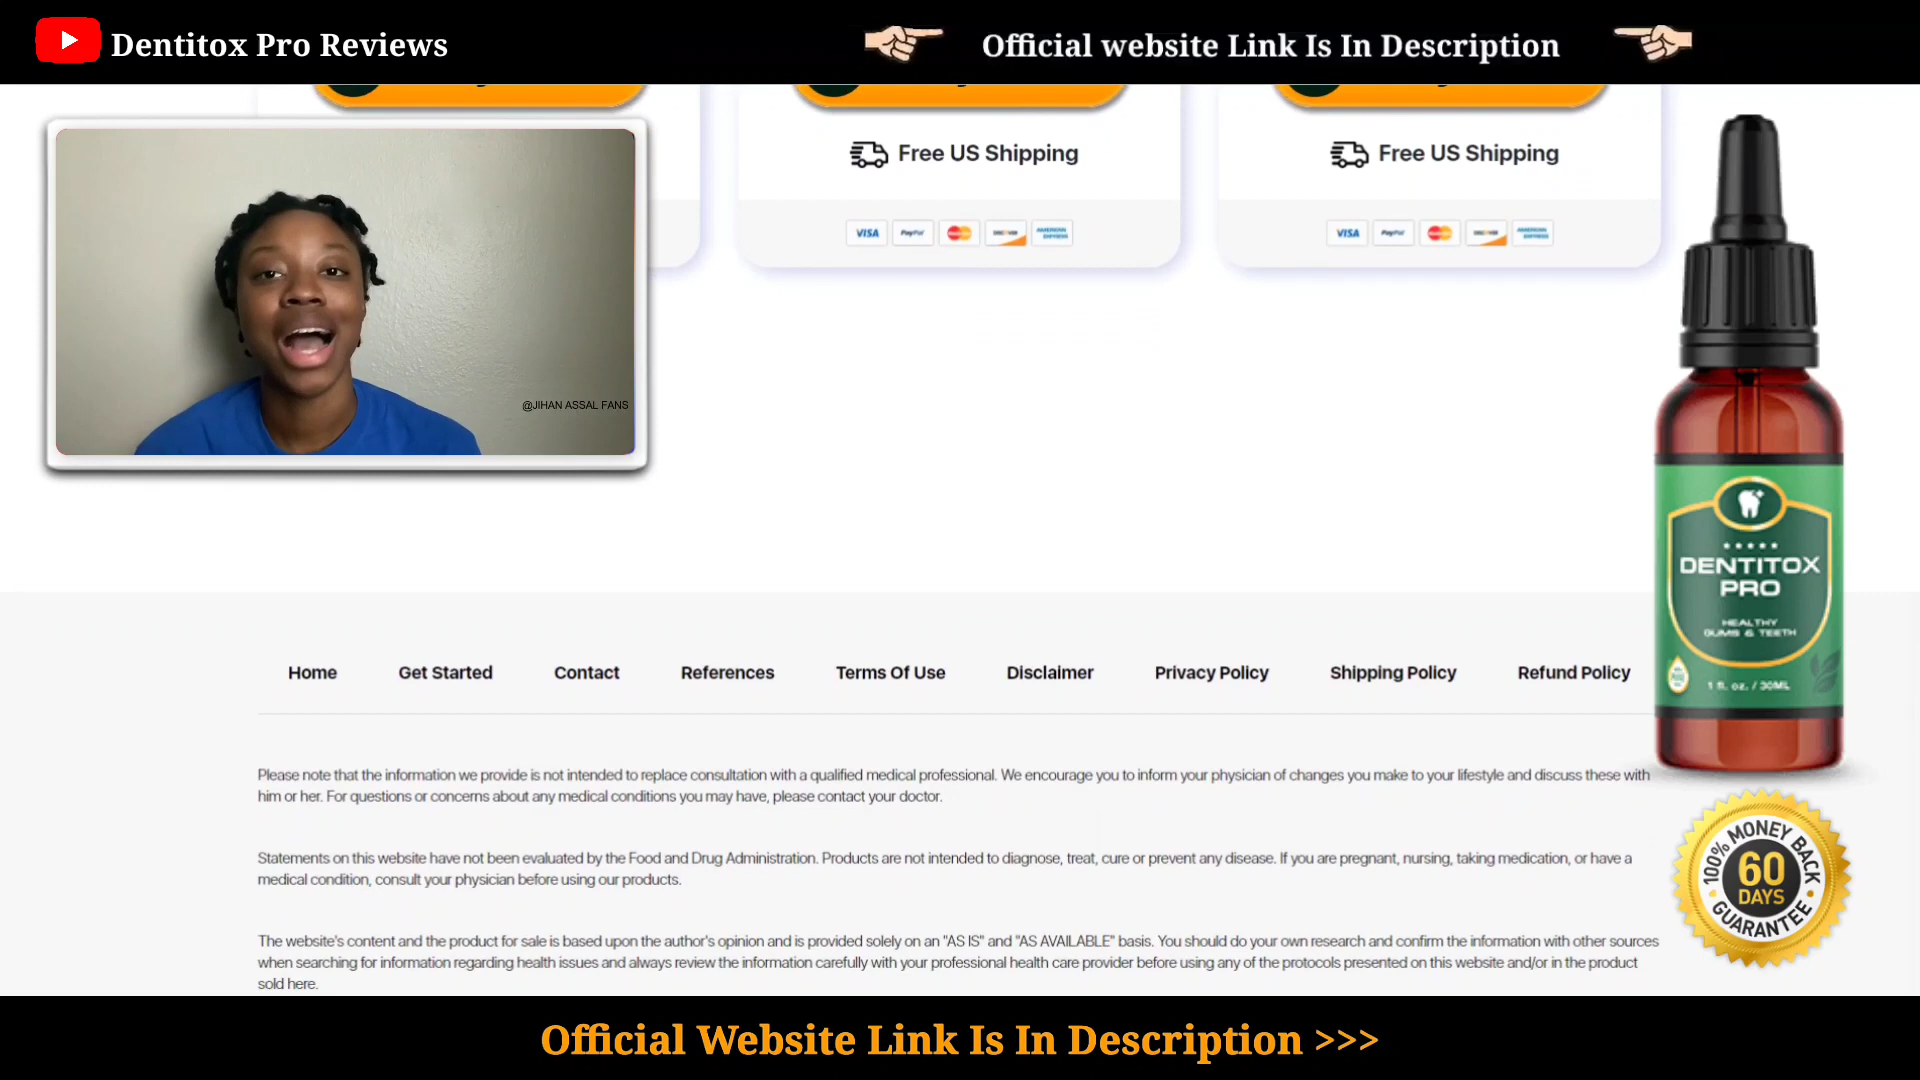 Dentitox Pro Reviews
Official website Link Is In Description
Free US Shipping
Free US Shipping
VISA PayPal MasterCard DISCOVER AMERICAN EXPRESS
VISA PayPal MasterCard DISCOVER AMERICAN EXPRESS
@JIHAN ASSAL FANS
DENTITOX
PRO
HEALTHY
GUMS & TEETH
1 fl. oz. / 30ML
Home Get Started Contact References Terms Of Use Disclaimer Privacy Policy Shipping Policy Refund Policy
Please note that the information we provide is not intended to replace consultation with a qualified medical professional. We encourage you to inform your physician of changes you make to your lifestyle and discuss these with
him or her. For questions or concerns about any medical conditions you may have, please contact your doctor.
Statements on this website have not been evaluated by the Food and Drug Administration. Products are not intended to diagnose, treat, cure or prevent any disease. If you are pregnant, nursing, taking medication, or have a
medical condition, consult your physician before using our products.
The website's content and the product for sale is based upon the author's opinion and is provided solely on an "AS IS" and "AS AVAILABLE" basis. You should do your own research and confirm the information with other sources
when searching for information regarding health issues and always review the information carefully with your professional health care provider before using any of the protocols presented on this website and/or in the product
sold here.
100% MONEY BACK
60
DAYS
GUARANTEE
Official Website Link Is In Description >>>